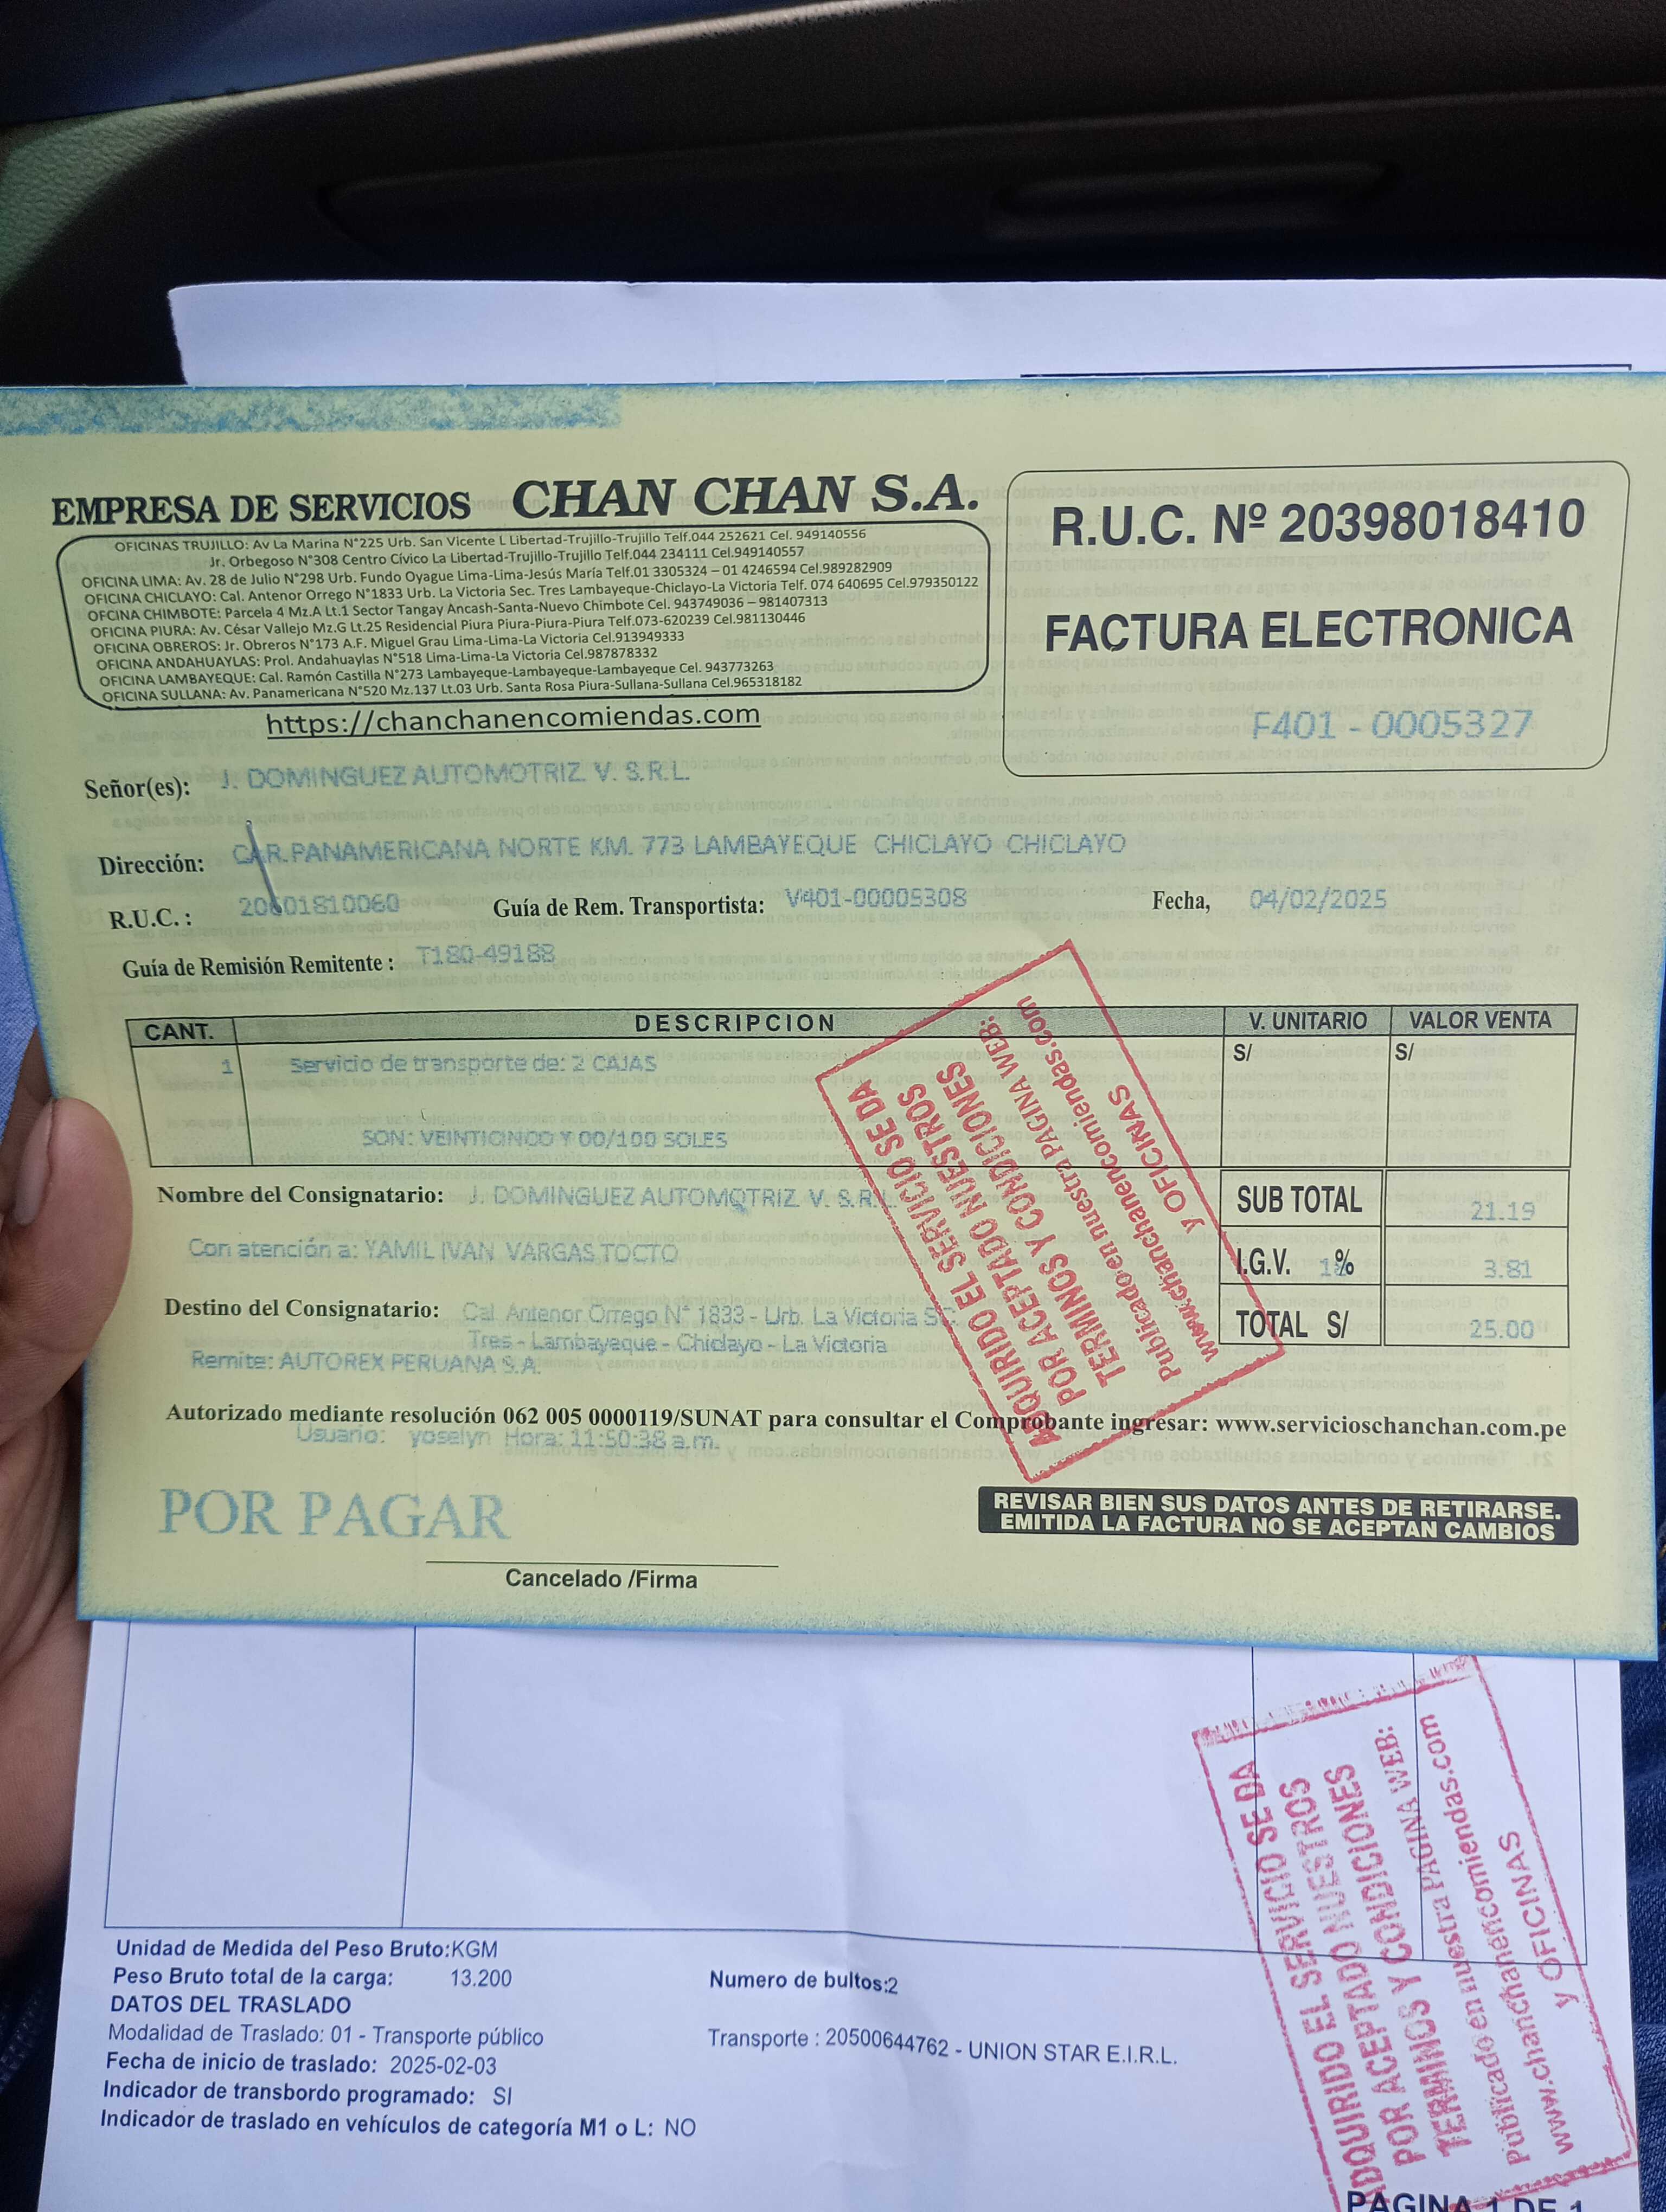 EMPRESA DE SERVICIOS CHAN CHAN S.A.
OFICINAS TRUJILLO: Av La Marina N°225 Urb. San Vicente L Libertad-Trujillo-Trujillo Telf.044 252621 Cel. 949140556
Jr. Orbegoso N°308 Centro Cívico La Libertad-Trujillo-Trujillo Telf.044 234111 Cel.949140557
OFICINA LIMA: Av. 28 de Julio N°298 Urb. Fundo Oyague Lima-Lima-Jesús María Telf.01 3305324 – 01 4246594 Cel.989282909
OFICINA CHICLAYO: Cal. Antenor Orrego N°1833 Urb. La Victoria Sec. Tres Lambayeque-Chiclayo-La Victoria Telf. 074 640695 Cel.979350122
OFCINA CHIMBOTE: Parcela 4 Mz.A Lt.1 Sector Tangay Ancash-Santa-Nuevo Chimbote Cel. 943749036 – 981407313
OFICINA PIURA: Av. César Vallejo Mz.G Lt.25 Residencial Piura Piura-Piura-Piura Telf.073-620239 Cel.981130446
OFICINA OBREROS: Jr. Obreros N°173 A.F. Miguel Grau Lima-Lima-La Victoria Cel.913949333
OFICINA ANDAHUAYLAS: Prol. Andahuaylas N°518 Lima-Lima-La Victoria Cel.987878332
OFICINA LAMBAYEQUE: Cal. Ramón Castilla N°273 Lambayeque-Lambayeque-Lambayeque Cel. 943773263
OFICINA SULLANA: Av. Panamericana N°520 Mz.137 Lt.03 Urb. Santa Rosa Piura-Sullana-Sullana Cel.965318182
https://chanchanencomiendas.com
R.U.C. Nº 20398018410
FACTURA ELECTRONICA
F401 - 0005327
Señor(es): J. DOMINGUEZ AUTOMOTRIZ. V. S.R.L.
Dirección: CAR.PANAMERICANA NORTE KM. 773 LAMBAYEQUE CHICLAYO CHICLAYO
R.U.C. : 20601810060 Guía de Rem. Transportista: V401-00005308 Fecha, 04/02/2025
Guía de Remisión Remitente : T180-49188
CANT. DESCRIPCION V. UNITARIO VALOR VENTA
1 Servicio de transporte de: 2 CAJAS S/ S/
SON: VEINTICINCO Y 00/100 SOLES
Nombre del Consignatario: J. DOMINGUEZ AUTOMOTRIZ. V. S.R.L.
SUB TOTAL 21.19
Con atención a: YAMIL IVAN VARGAS TOCTO
I.G.V. 18% 3.81
Destino del Consignatario: Cal. Antenor Orrego N° 1833 - Urb. La Victoria SC.
Tres - Lambayeque - Chiclayo - La Victoria
TOTAL S/ 25.00
Remite: AUTOREX PERUANA S.A.
Autorizado mediante resolución 062 005 0000119/SUNAT para consultar el Comprobante ingresar: www.servicioschanchan.com.pe
Usuario: yoselyn Hora: 11:50:38 a.m.
POR PAGAR
Cancelado /Firma
REVISAR BIEN SUS DATOS ANTES DE RETIRARSE.
EMITIDA LA FACTURA NO SE ACEPTAN CAMBIOS
ADQUIRIDO EL SERVICIO SE DA
POR ACEPTADO NUESTROS
TERMINOS Y CONDICIONES
Publicado en nuestra PAGINA WEB:
www.chanchanencomiendas.com
y OFICINAS
Unidad de Medida del Peso Bruto:KGM
Peso Bruto total de la carga: 13.200 Numero de bultos:2
DATOS DEL TRASLADO
Modalidad de Traslado: 01 - Transporte público Transporte : 20500644762 - UNION STAR E.I.R.L.
Fecha de inicio de traslado: 2025-02-03
Indicador de transbordo programado: SI
Indicador de traslado en vehículos de categoría M1 o L: NO
ADQUIRIDO EL SERVICIO SE DA
POR ACEPTADO NUESTROS
TERMINOS Y CONDICIONES
Publicado en nuestra PAGINA WEB:
www.chanchanencomiendas.com
y OFICINAS
PAGINA 1 DE 1